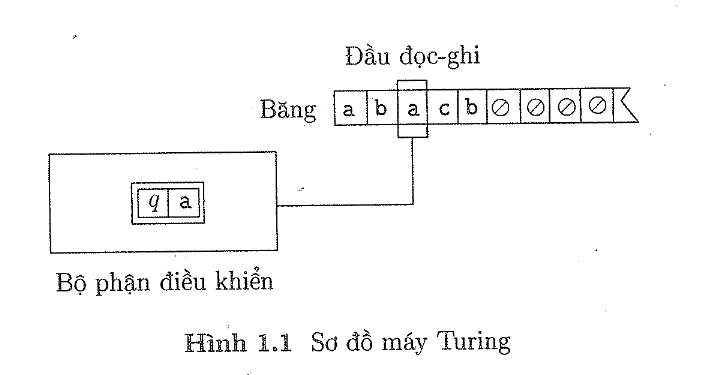 Đầu đọc-ghi
Băng a b a c b ∅ ∅ ∅ ∅
q a
Bộ phận điều khiển
Hình 1.1 Sơ đồ máy Turing